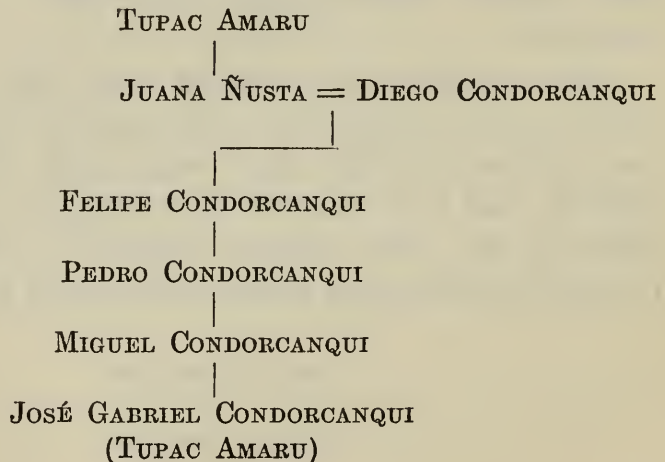 TUPAC AMARU
JUANA ÑUSTA = DIEGO CONDORCANQUI
FELIPE CONDORCANQUI
PEDRO CONDORCANQUI
MIGUEL CONDORCANQUI
JOSÉ GABRIEL CONDORCANQUI
(TUPAC AMARU)